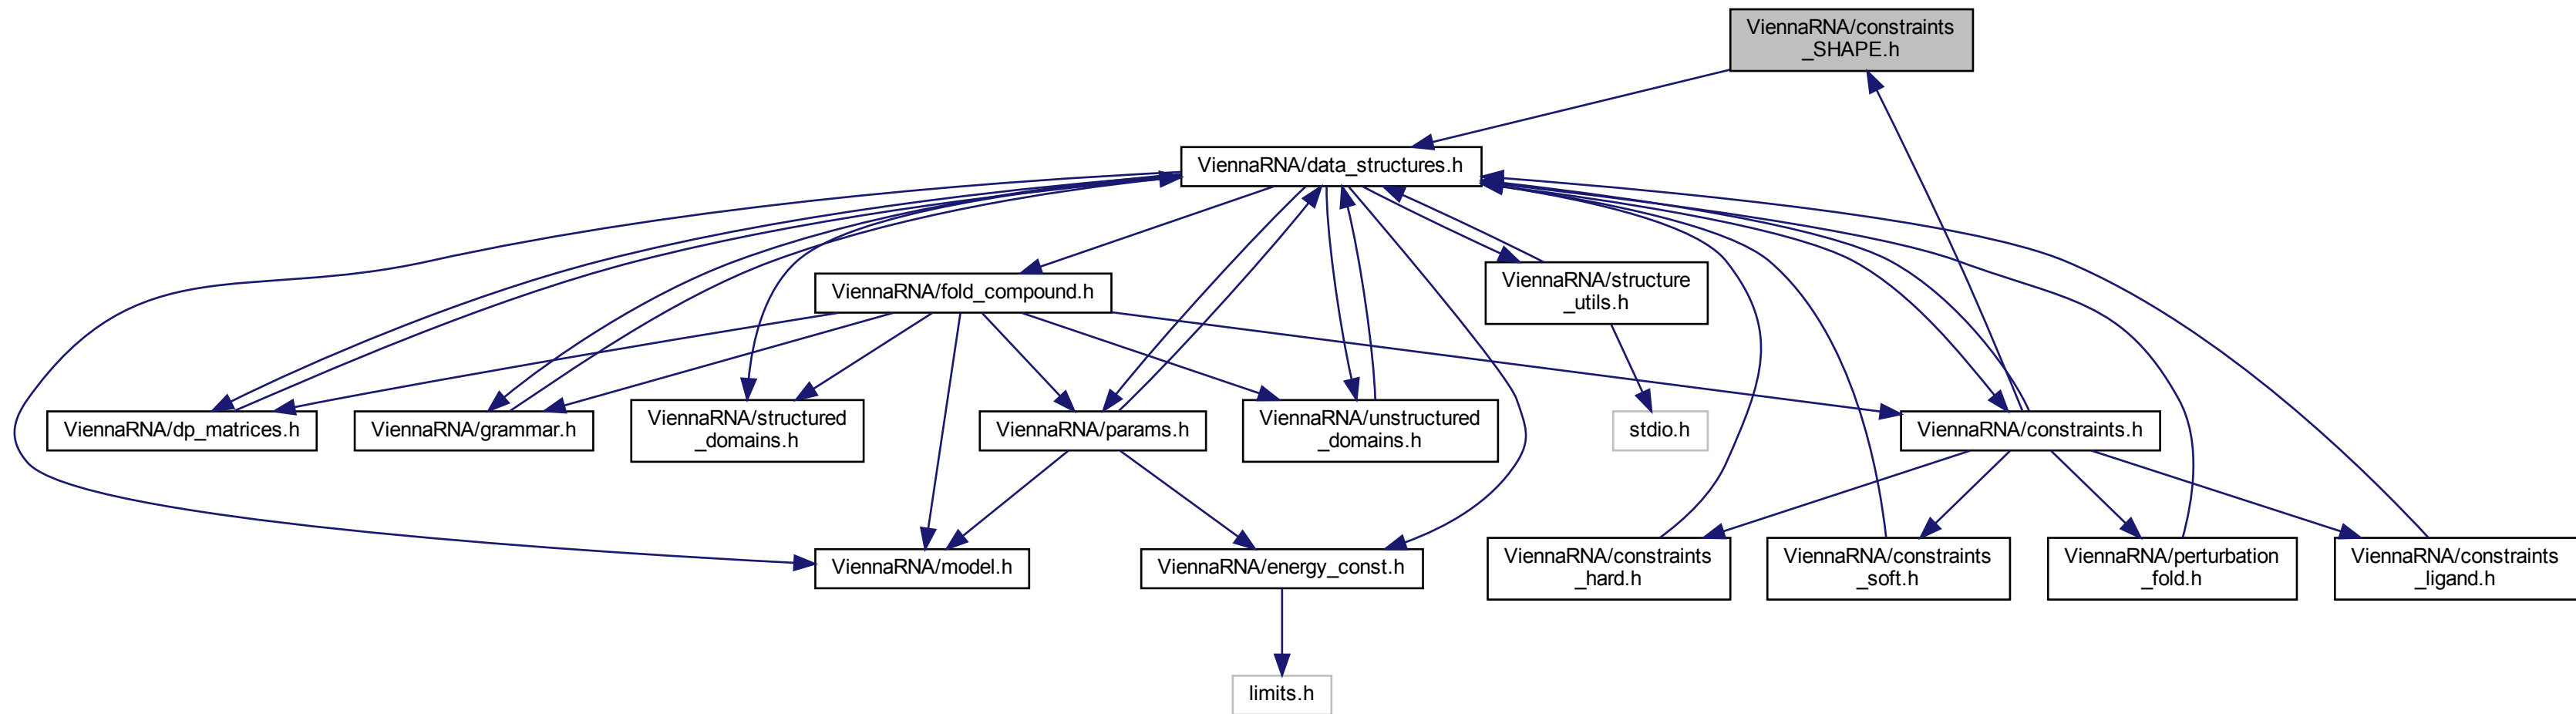 ViennaRNA/constraints
_SHAPE.h
ViennaRNA/data_structures.h
ViennaRNA/fold_compound.h
ViennaRNA/structure
_utils.h
ViennaRNA/dp_matrices.h
ViennaRNA/grammar.h
ViennaRNA/structured
_domains.h
ViennaRNA/params.h
ViennaRNA/unstructured
_domains.h
stdio.h
ViennaRNA/constraints.h
ViennaRNA/model.h
ViennaRNA/energy_const.h
ViennaRNA/constraints
_hard.h
ViennaRNA/constraints
_soft.h
ViennaRNA/perturbation
_fold.h
ViennaRNA/constraints
_ligand.h
limits.h